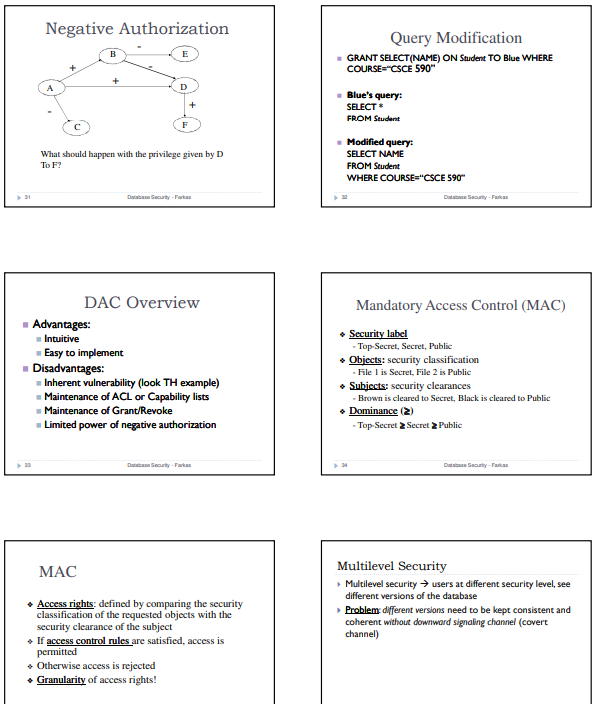 Negative Authorization
-
B
E
+
-
A
+
D
-
+
C
F
What should happen with the privilege given by D
To F?
31
Database Security - Farkas
Query Modification
GRANT SELECT(NAME) ON Student TO Blue WHERE
COURSE="CSCE 590"
Blue's query:
SELECT *
FROM Student
Modified query:
SELECT NAME
FROM Student
WHERE COURSE="CSCE 590"
32
Database Security - Farkas
DAC Overview
Advantages:
Intuitive
Easy to implement
Disadvantages:
Inherent vulnerability (look TH example)
Maintenance of ACL or Capability lists
Maintenance of Grant/Revoke
Limited power of negative authorization
33
Database Security - Farkas
Mandatory Access Control (MAC)
Security label
- Top-Secret, Secret, Public
Objects: security classification
- File 1 is Secret, File 2 is Public
Subjects: security clearances
- Brown is cleared to Secret, Black is cleared to Public
Dominance (≥)
- Top-Secret ≥ Secret ≥ Public
34
Database Security - Farkas
MAC
Access rights: defined by comparing the security
classification of the requested objects with the
security clearance of the subject
If access control rules are satisfied, access is
permitted
Otherwise access is rejected
Granularity of access rights!
Multilevel Security
Multilevel security → users at different security level, see
different versions of the database
Problem: different versions need to be kept consistent and
coherent without downward signaling channel (covert
channel)